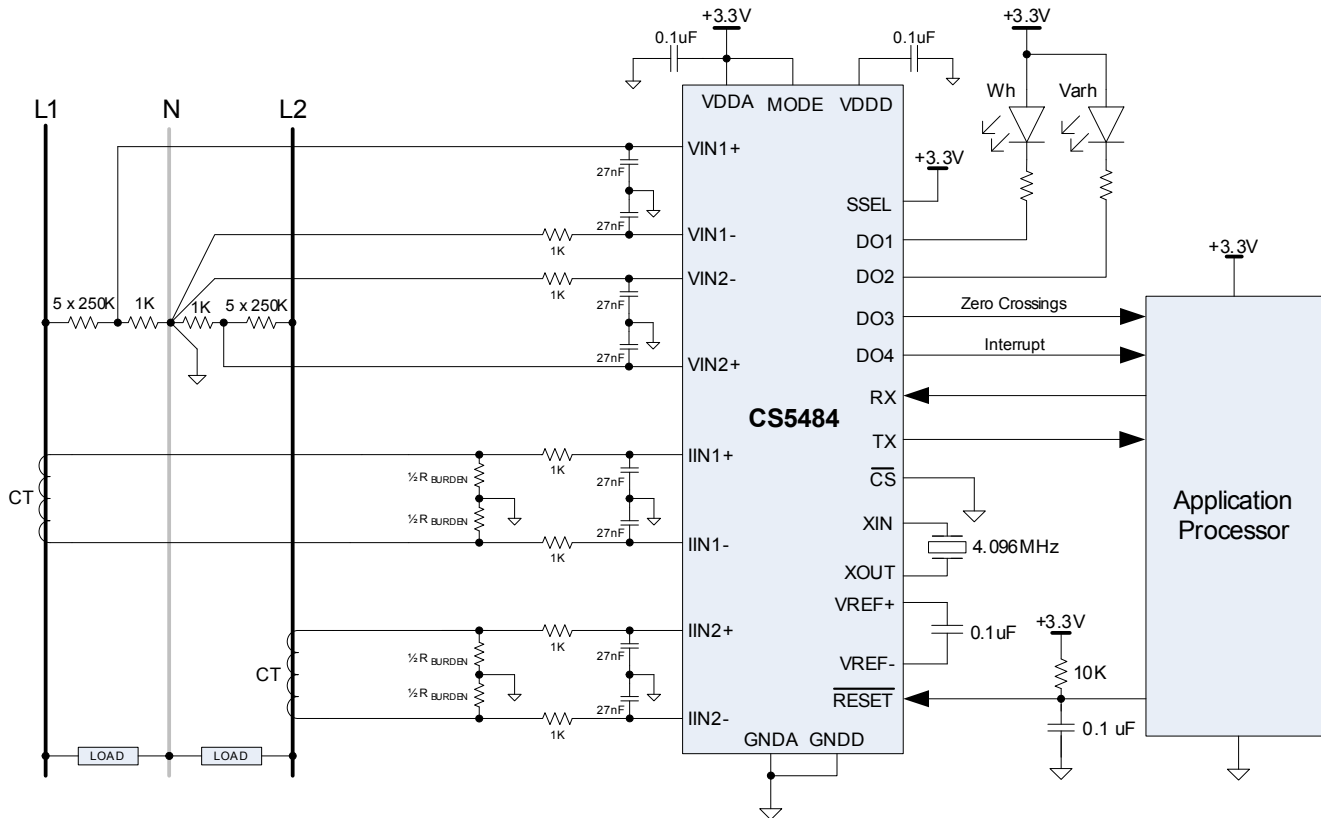 +3.3V
+3.3V
0.1uF
0.1uF
L1
N
L2
VDDA
MODE
VDDD
Wh
Varh
VIN1+
27nF
+3.3V
SSEL
27nF
VIN1-
1K
DO1
+3.3V
VIN2-
1K
DO2
27nF
5 x 250K
1K
1K
5 x 250K
Zero Crossings
DO3
27nF
Interrupt
DO4
VIN2+
RX
CS5484
TX
IIN1+
1K
27nF
½R BURDEN
CS
CT
Application
Processor
½R BURDEN
27nF
XIN
IIN1-
1K
4.096MHz
XOUT
VREF+
IIN2+
1K
0.1uF
+3.3V
27nF
½R BURDEN
CT
VREF-
10K
½R BURDEN
27nF
RESET
IIN2-
1K
0.1 uF
GNDA
GNDD
LOAD
LOAD